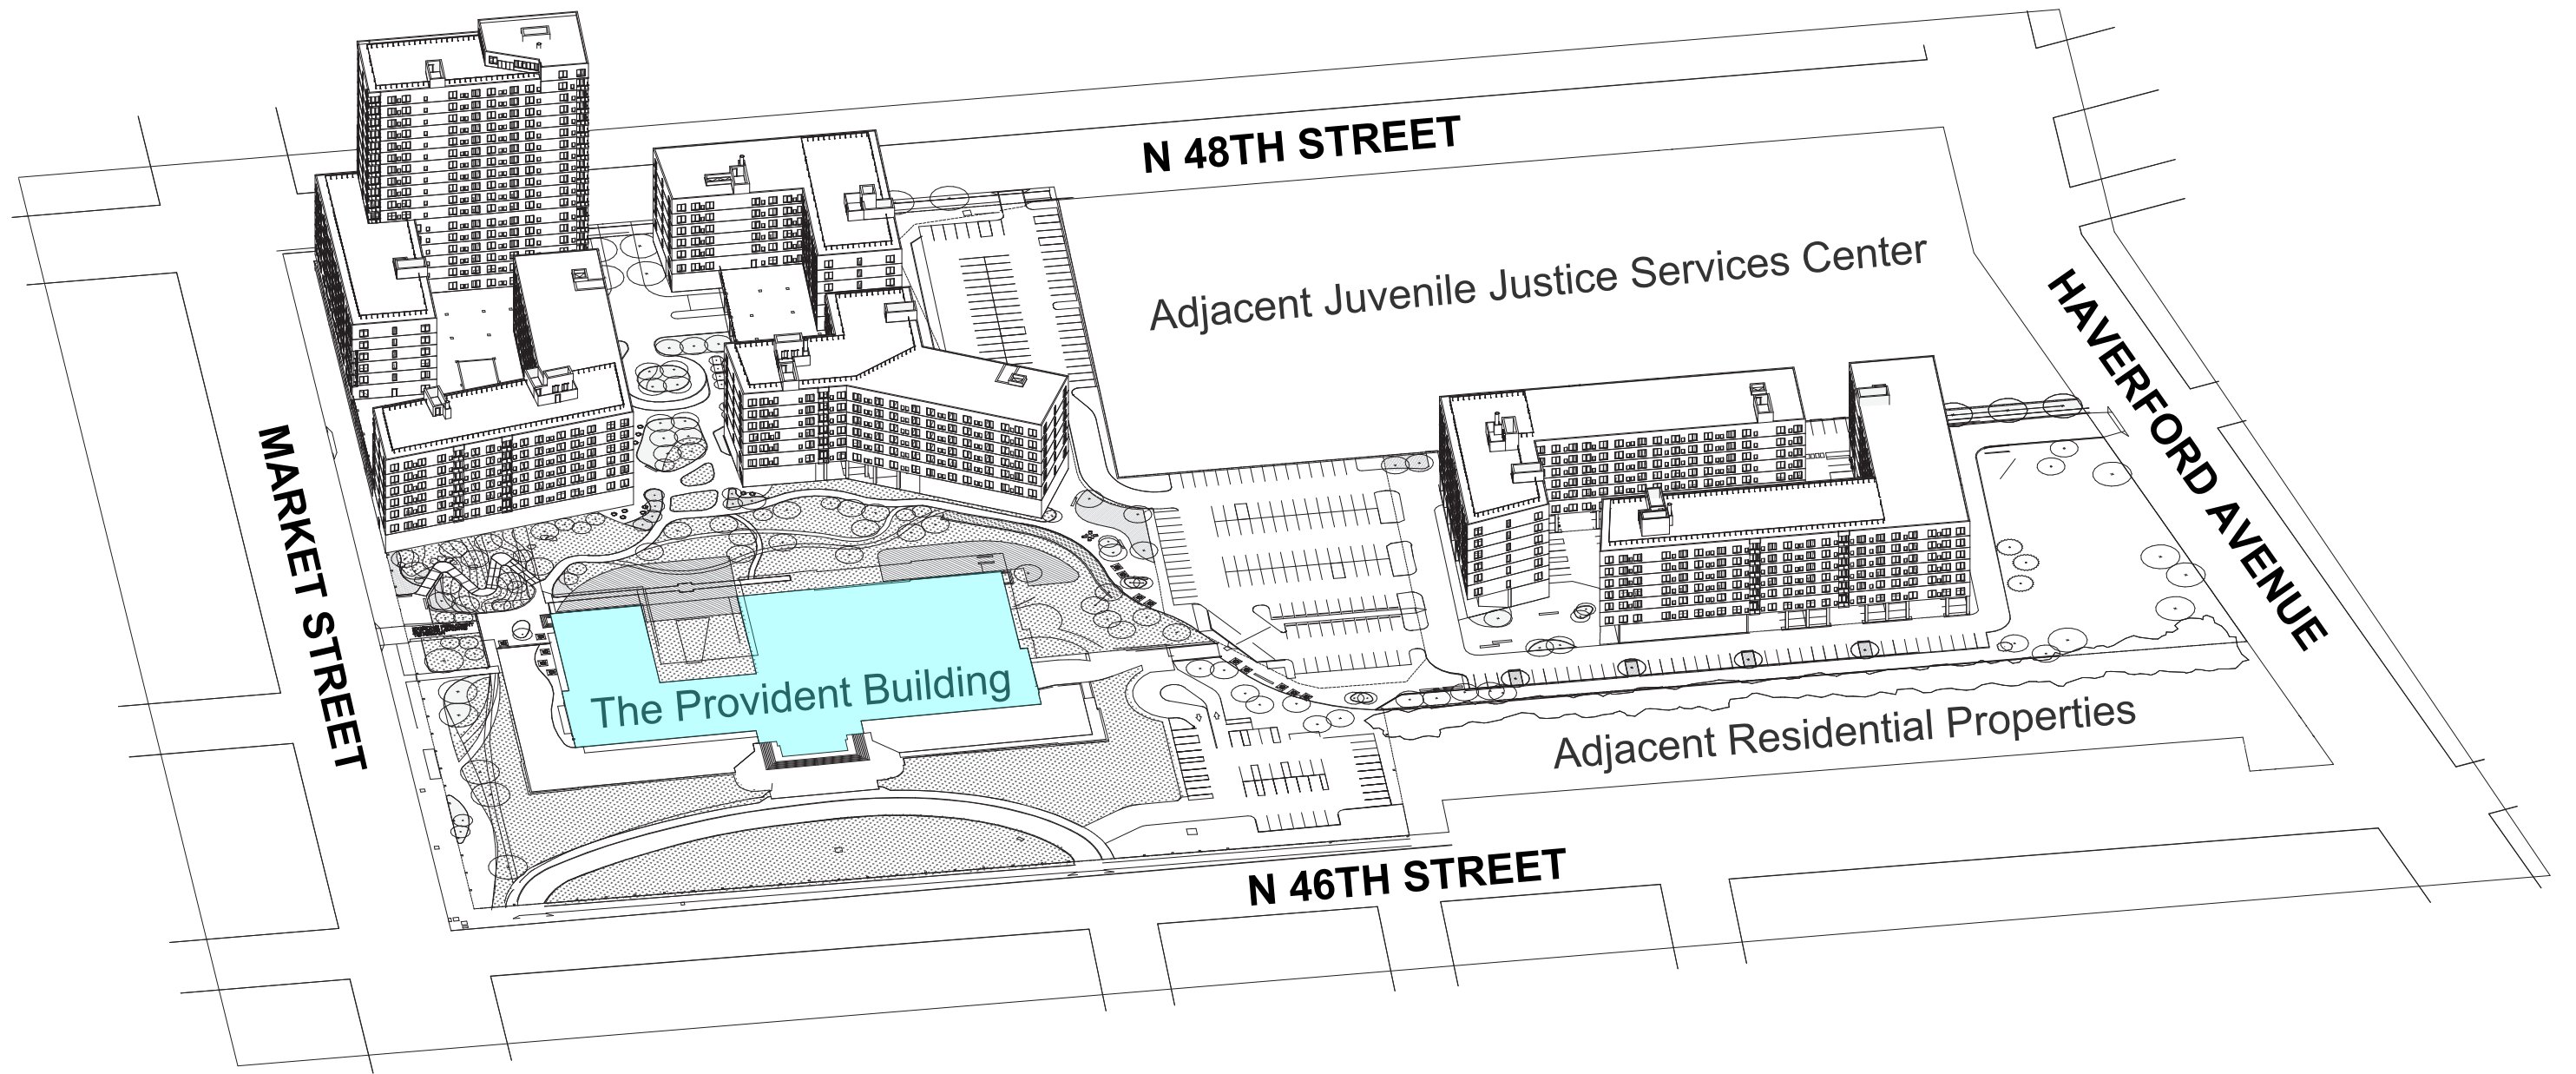 N 48TH STREET
Adjacent Juvenile Justice Services Center
HAVERFORD AVENUE
MARKET STREET
The Provident Building
Adjacent Residential Properties
N 46TH STREET